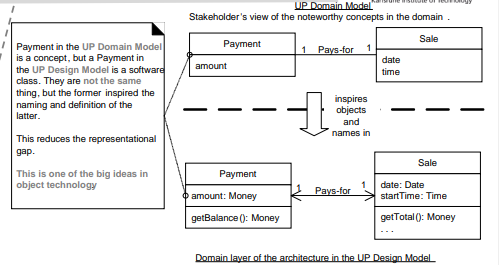 Karlsruhe Institute of Technology
UP Domain Model
Stakeholder's view of the noteworthy concepts in the domain .
Payment in the UP Domain Model
is a concept, but a Payment in
the UP Design Model is a software
class. They are not the same
thing, but the former inspired the
naming and definition of the
latter.
This reduces the representational
gap.
This is one of the big ideas in
object technology
Payment
amount
1 Pays-for 1
Sale
date
time
inspires
objects
and
names in
Payment
amount: Money
getBalance(): Money
1 Pays-for 1
Sale
date: Date
startTime: Time
getTotal(): Money
. . .
Domain layer of the architecture in the UP Design Model